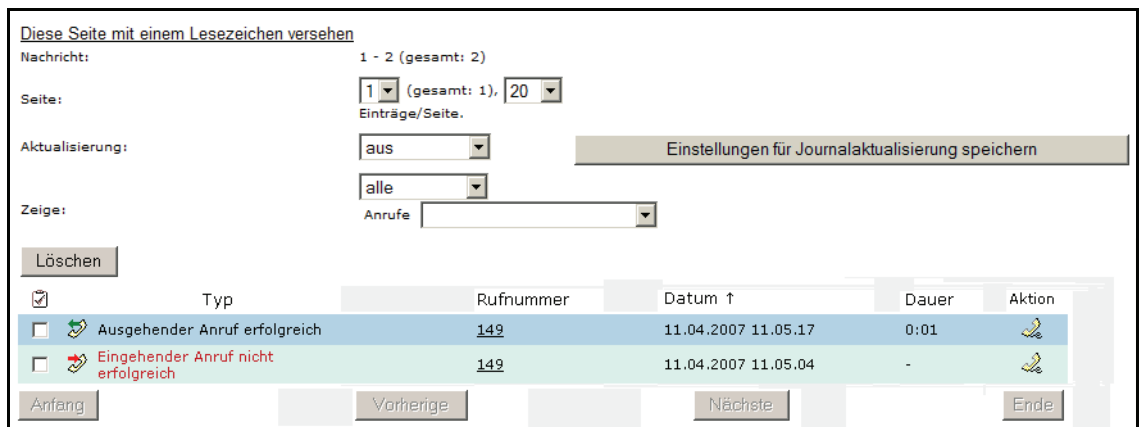 Diese Seite mit einem Lesezeichen versehen
Nachricht: 1 - 2 (gesamt: 2)
Seite: 1 (gesamt: 1), 20
Einträge/Seite.
Aktualisierung: aus Einstellungen für Journalaktualisierung speichern
alle
Zeige: Anrufe
Löschen
Typ Rufnummer Datum ↑ Dauer Aktion
Ausgehender Anruf erfolgreich 149 11.04.2007 11.05.17 0:01
Eingehender Anruf nicht
erfolgreich 149 11.04.2007 11.05.04 -
Anfang Vorherige Nächste Ende